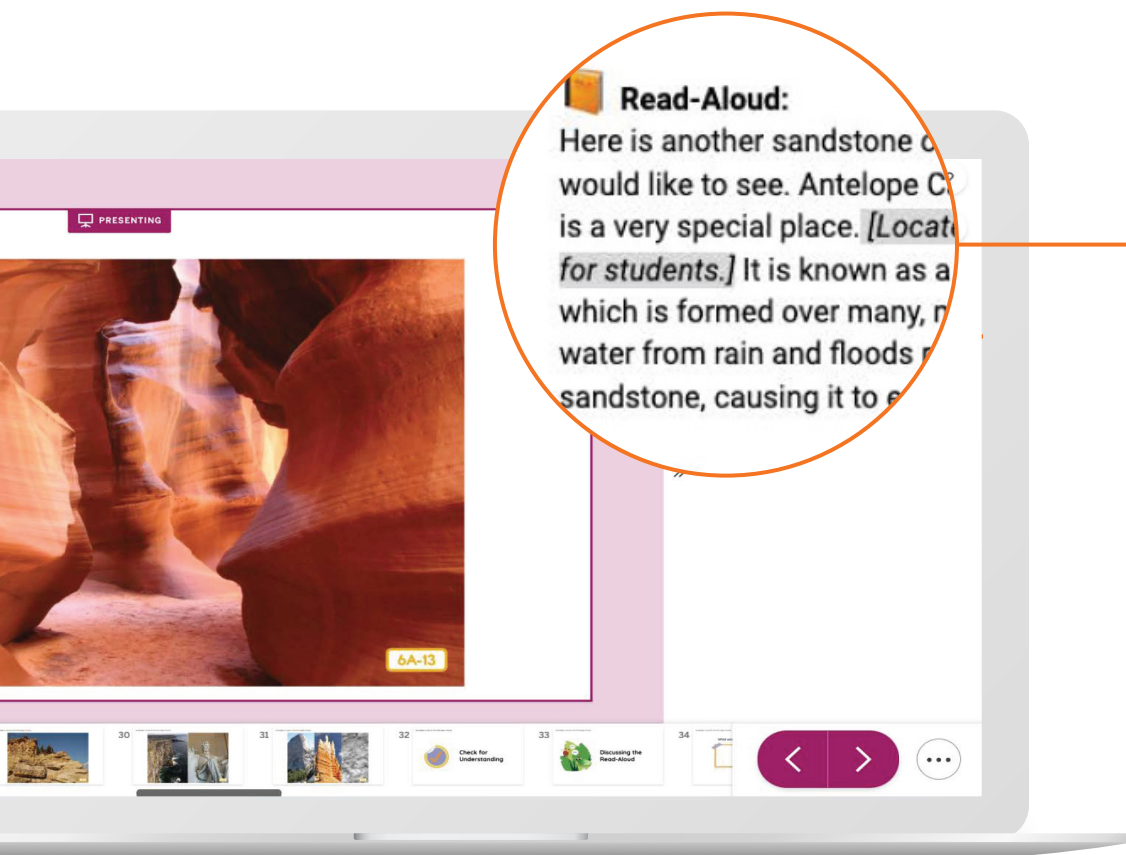 Read-Aloud:
Here is another sandstone
would like to see. Antelope
is a very special place. [Locate
for students.] It is known as a
which is formed over many,
water from rain and floods
sandstone, causing it to
PRESENTING
6A-13
30
31
32
Check for
Understanding
33
Discussing the
Read-Aloud
34